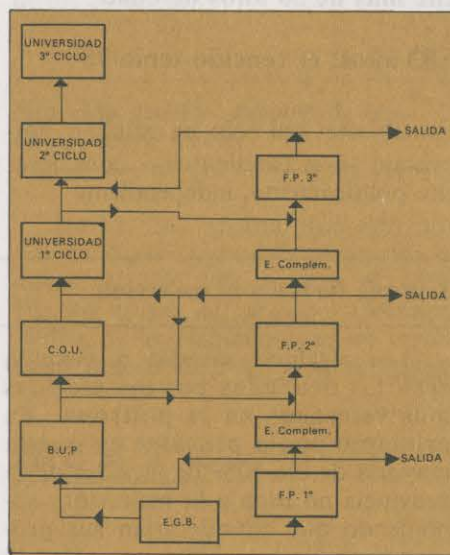 UNIVERSIDAD
3º CICLO
UNIVERSIDAD
2º CICLO
SALIDA
F.P. 3º
UNIVERSIDAD
1º CICLO
E. Complem.
SALIDA
C.O.U.
F.P. 2º
E. Complem.
B.U.P
SALIDA
F.P. 1º
E.G.B.